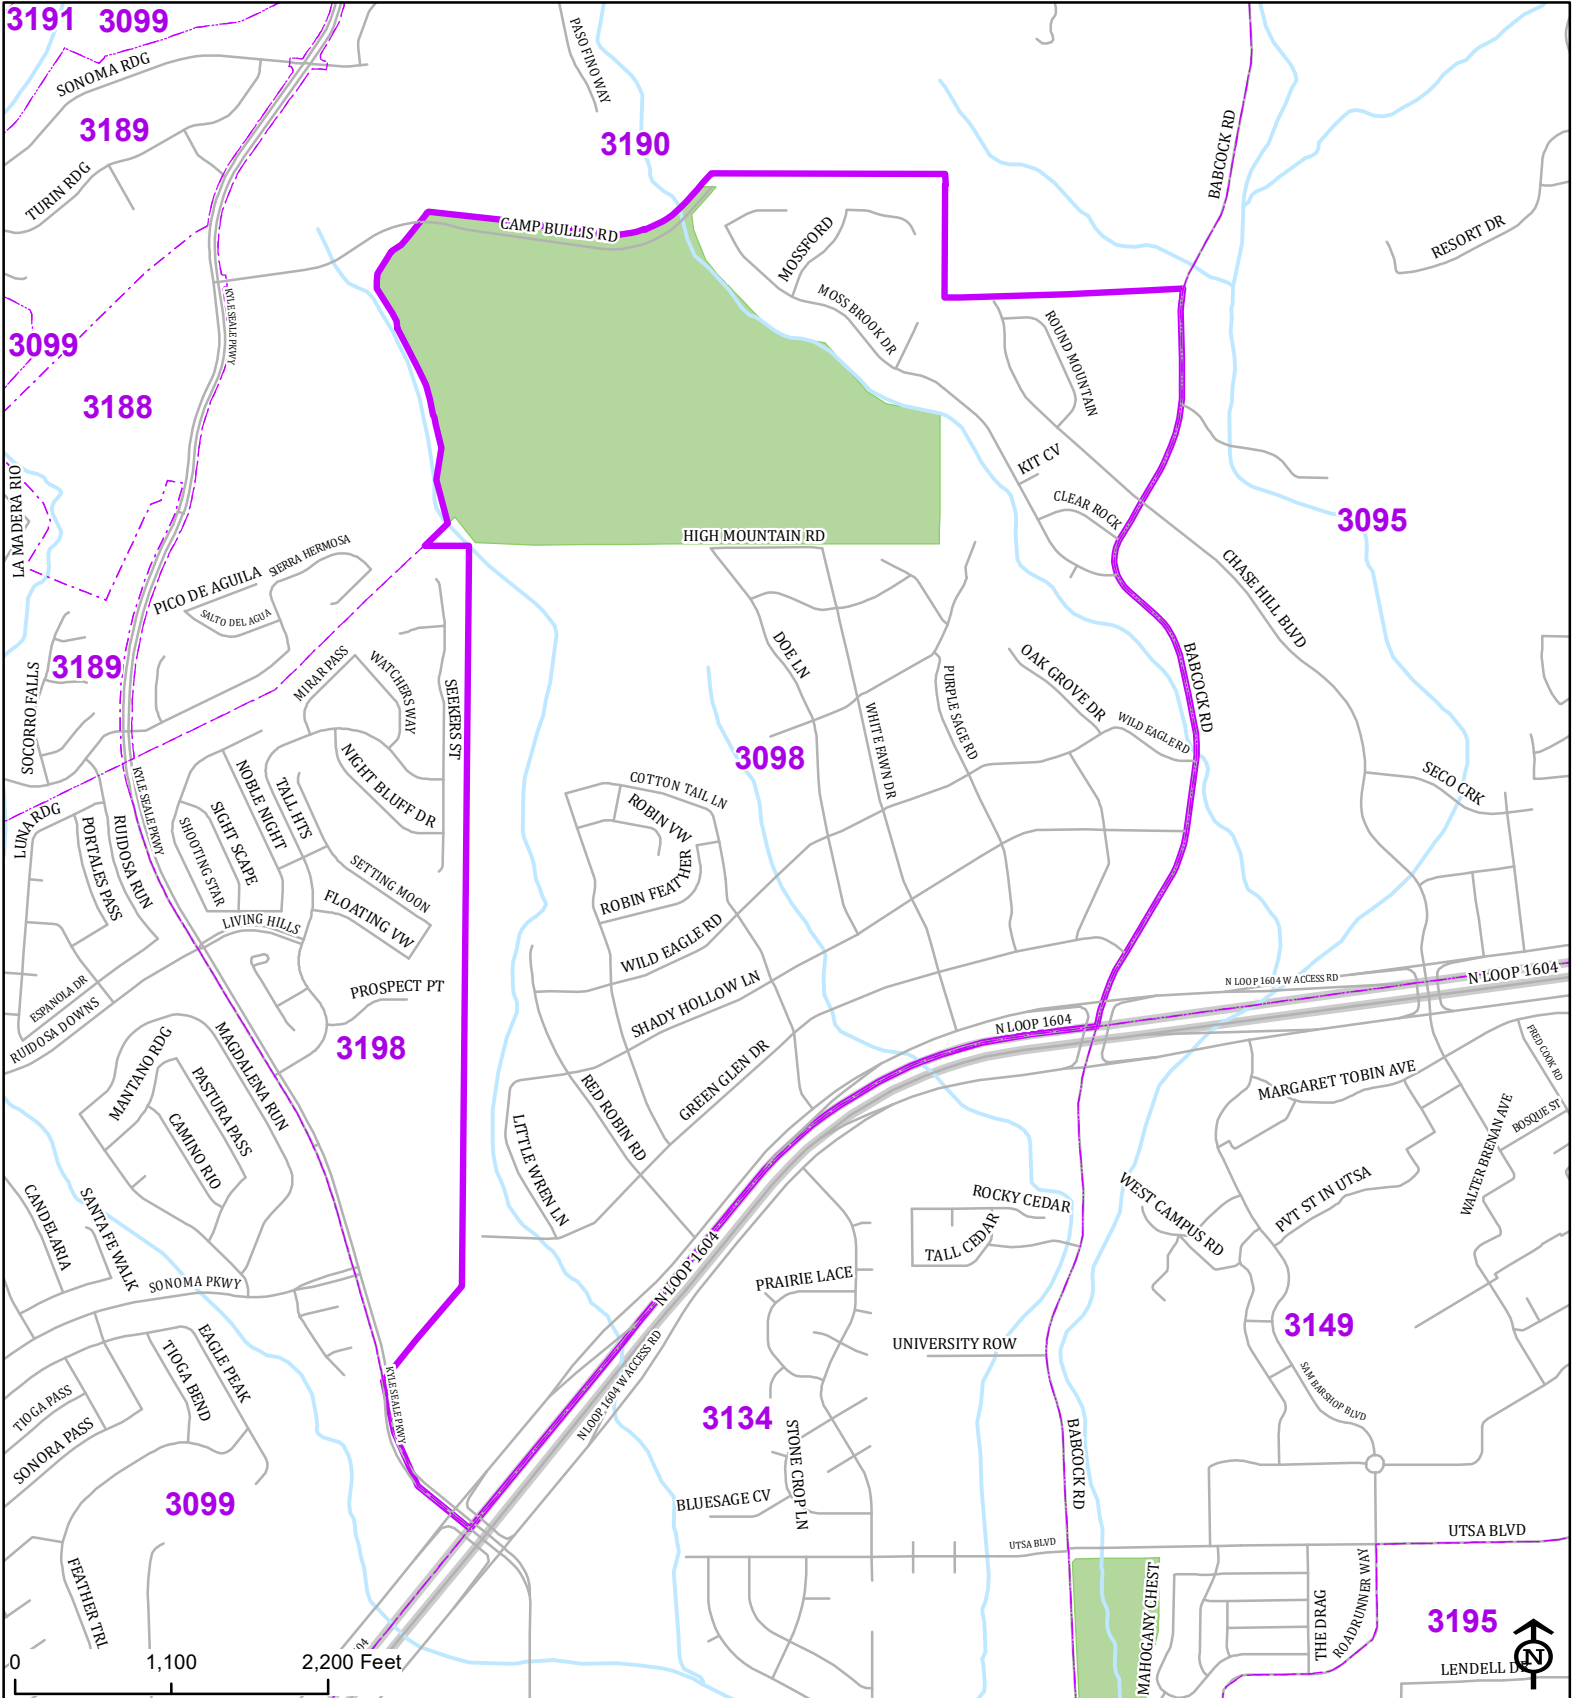 3191
3099
SONOMA RDG
PASO FINO WAY
3189
3190
BABCOCK RD
TURIN RDG
CAMP BULLIS RD
MOSSFORD
RESORT DR
KYLE SEALE PKWY
MOSS BROOK DR
3099
ROUND MOUNTAIN
3188
KIT CV
LA MADERA RIO
CLEAR ROCK
3095
HIGH MOUNTAIN RD
SIERRA HERMOSA
PICO DE AGUILA
SALTO DEL AGUA
CHASE HILL BLVD
3189
MIRAR PASS
WATCHERS WAY
DOE LN
OAK GROVE DR
BABCOCK RD
SOCORRO FALLS
SEEKERS ST
PURPLE SAGE RD
WHITE FAWN DR
WILD EAGLE RD
3098
NIGHT BLUFF DR
NOBLE NIGHT
TALL HTS
KYLE SEALE PKWY
COTTON TAIL LN
SECO CRK
LUNA RDG
PORTALES PASS
RUIDOSA RUN
SHOOTING STAR
SIGHT SCAPE
ROBIN VW
SETTING MOON
ROBIN FEATHER
FLOATING VW
LIVING HILLS
WILD EAGLE RD
N LOOP 1604 W ACCESS RD
N LOOP 1604
PROSPECT PT
ESPANOLA DR
RUIDOSA DOWNS
SHADY HOLLOW LN
N LOOP 1604
3198
MANTANO RDG
MAGDALENA RUN
PASTURA PASS
CAMINO RIO
GREEN GLEN DR
RED ROBIN RD
LITTLE WREN LN
MARGARET TOBIN AVE
FRED COOK RD
BOSQUE ST
WALTER BRENAN AVE
CANDELARIA
SANTA FE WALK
ROCKY CEDAR
TALL CEDAR
WEST CAMPUS RD
PVT ST IN UTSA
SONOMA PKWY
N LOOP 1604
PRAIRIE LACE
3149
UNIVERSITY ROW
EAGLE PEAK
TIOGA BEND
TIOGA PASS
SONORA PASS
KYLE SEALE PKWY
N LOOP 1604 W ACCESS RD
SAM BARSHOP BLVD
3134
STONE CROP LN
BABCOCK RD
3099
BLUESAGE CV
UTSA BLVD
UTSA BLVD
FEATHER TRL
MAHOGANY CHEST
THE DRAG
ROADRUNNER WAY
3195
LENDELL
N
0 1,100 2,200 Feet